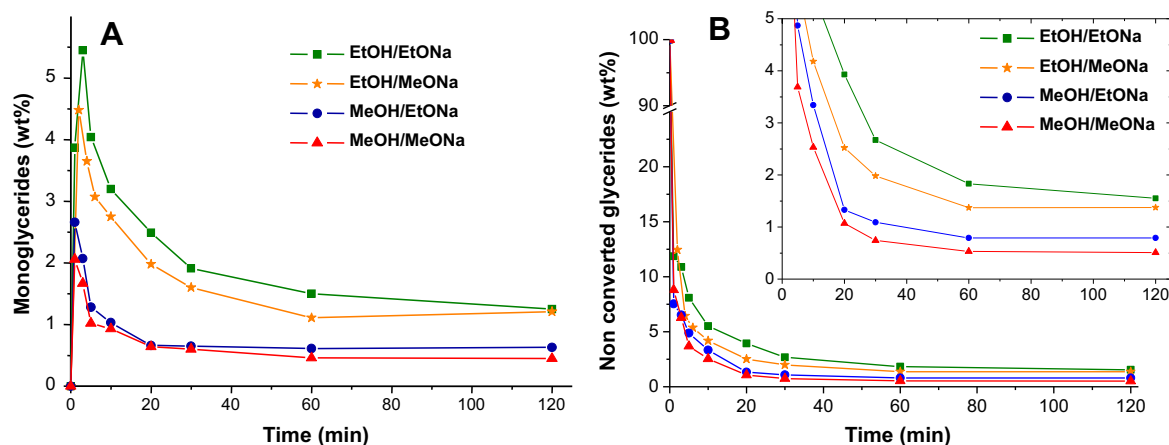 A
EtOH/EtONa
EtOH/MeONa
MeOH/EtONa
MeOH/MeONa
Monoglycerides (wt%)
5
4
3
2
1
0
0
20
40
60
80
100
120
Time (min)
B
Non converted glycerides (wt%)
100
90
20
15
10
5
0
0 20 40 60 80 100 120
Time (min)
5
4
3
2
1
0
0
20
40
60
80
100
120
EtOH/EtONa
EtOH/MeONa
MeOH/EtONa
MeOH/MeONa